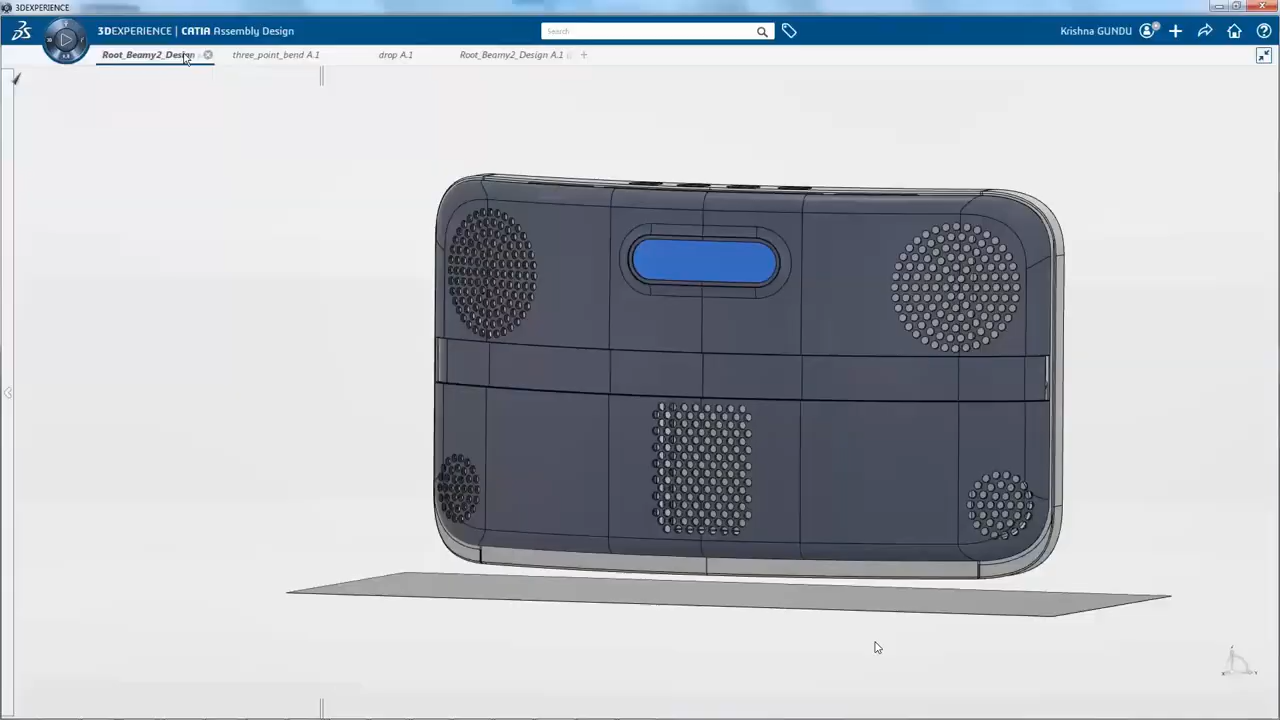 3DEXPERIENCE
3DEXPERIENCE | CATIA Assembly Design
Search
Krishna GUNDU
Root_Beamy2_Design
three_point_bend A.1
drop A.1
Root_Beamy2_Design A.1